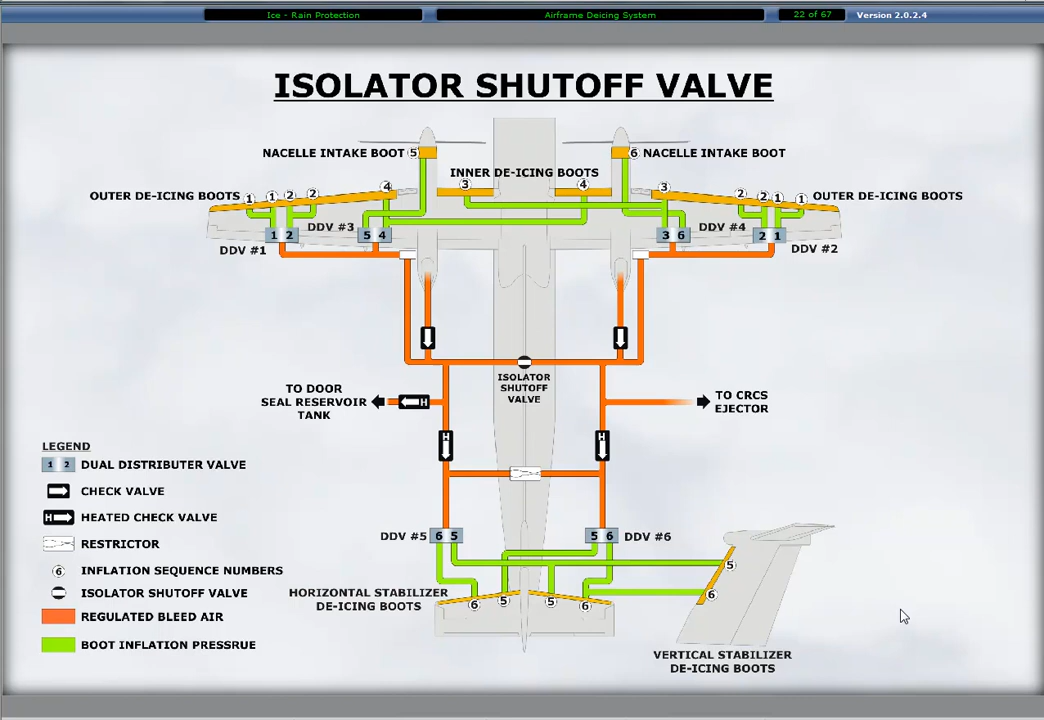 Ice - Rain Protection
Airframe Deicing System
22 of 67
Version 2.0.2.4
ISOLATOR SHUTOFF VALVE
NACELLE INTAKE BOOT 5
6 NACELLE INTAKE BOOT
INNER DE-ICING BOOTS
3 4
OUTER DE-ICING BOOTS
1 1 2 2 4
3 2 2 1 1
OUTER DE-ICING BOOTS
DDV #3
DDV #4
1 2
5 4
3 6
2 1
DDV #1
DDV #2
ISOLATOR
SHUTOFF
VALVE
TO DOOR
SEAL RESERVOIR
TANK
H
TO CRCS
EJECTOR
H
H
LEGEND
1 2 DUAL DISTRIBUTER VALVE
CHECK VALVE
H HEATED CHECK VALVE
RESTRICTOR
6 INFLATION SEQUENCE NUMBERS
ISOLATOR SHUTOFF VALVE
REGULATED BLEED AIR
BOOT INFLATION PRESSRUE
DDV #5 6 5
5 6 DDV #6
HORIZONTAL STABILIZER
DE-ICING BOOTS
6 5 5 6
5
6
VERTICAL STABILIZER
DE-ICING BOOTS